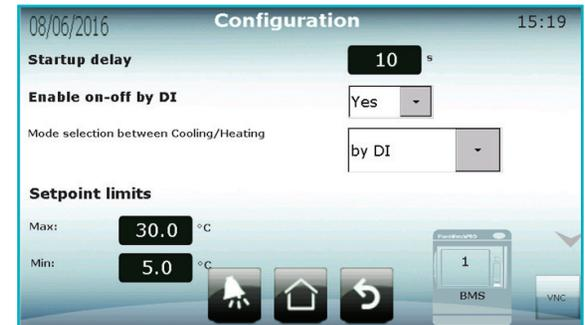 08/06/2016 Configuration 15:19
Startup delay 10 s
Enable on-off by DI Yes
Mode selection between Cooling/Heating by DI
Setpoint limits
Max: 30.0 °C
Min: 5.0 °C
1
BMS
VNC